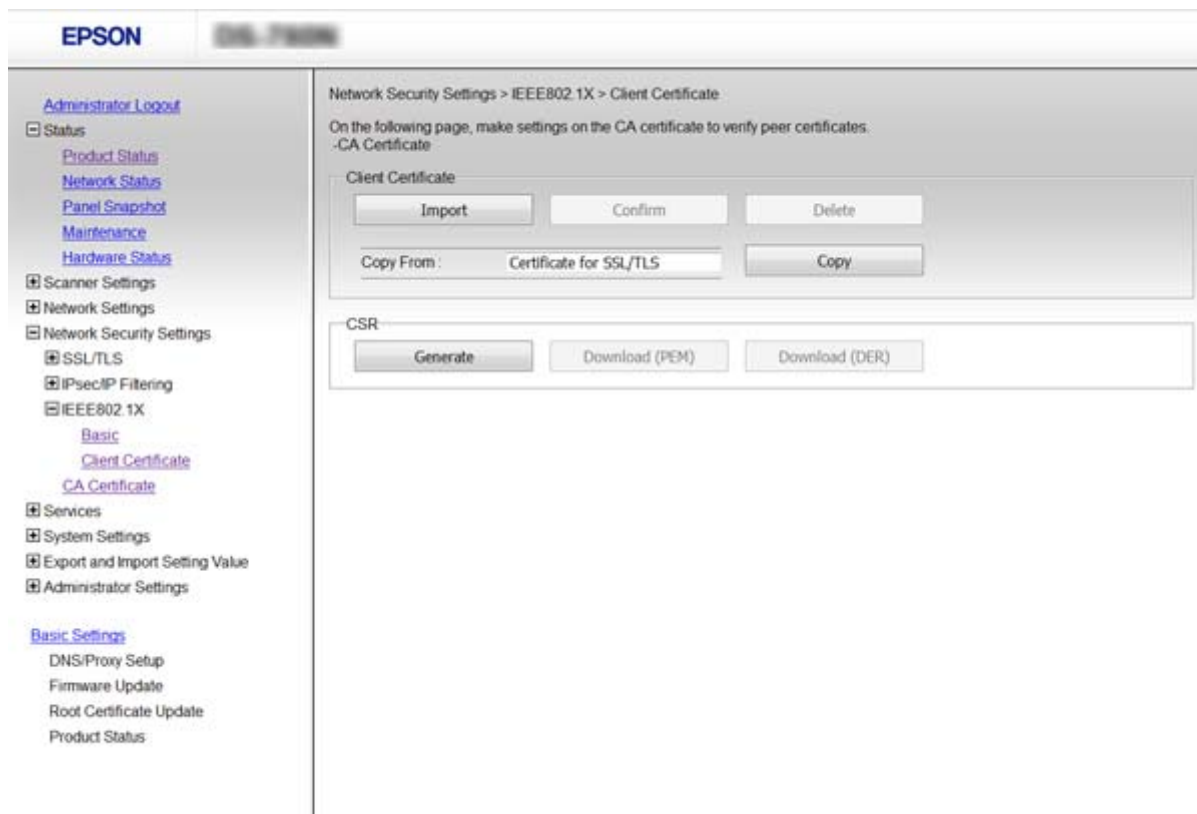 EPSON
Administrator Logout
Status
Product Status
Network Status
Panel Snapshot
Maintenance
Hardware Status
Scanner Settings
Network Settings
Network Security Settings
SSL/TLS
IPsec/IP Filtering
IEEE802.1X
Basic
Client Certificate
CA Certificate
Services
System Settings
Export and Import Setting Value
Administrator Settings
Basic Settings
DNS/Proxy Setup
Firmware Update
Root Certificate Update
Product Status
Network Security Settings > IEEE802.1X > Client Certificate
On the following page, make settings on the CA certificate to verify peer certificates.
-CA Certificate
Client Certificate
Import Confirm Delete
Copy From : Certificate for SSL/TLS Copy
CSR
Generate Download (PEM) Download (DER)